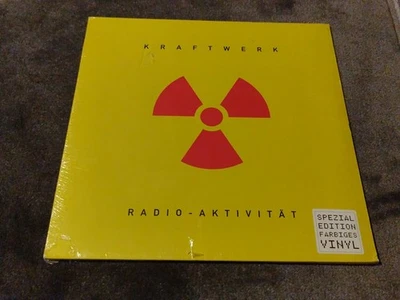 KRAFTWERK
RADIO-AKTIVITÄT
SPEZIAL
EDITION
FARBIGES
VINYL